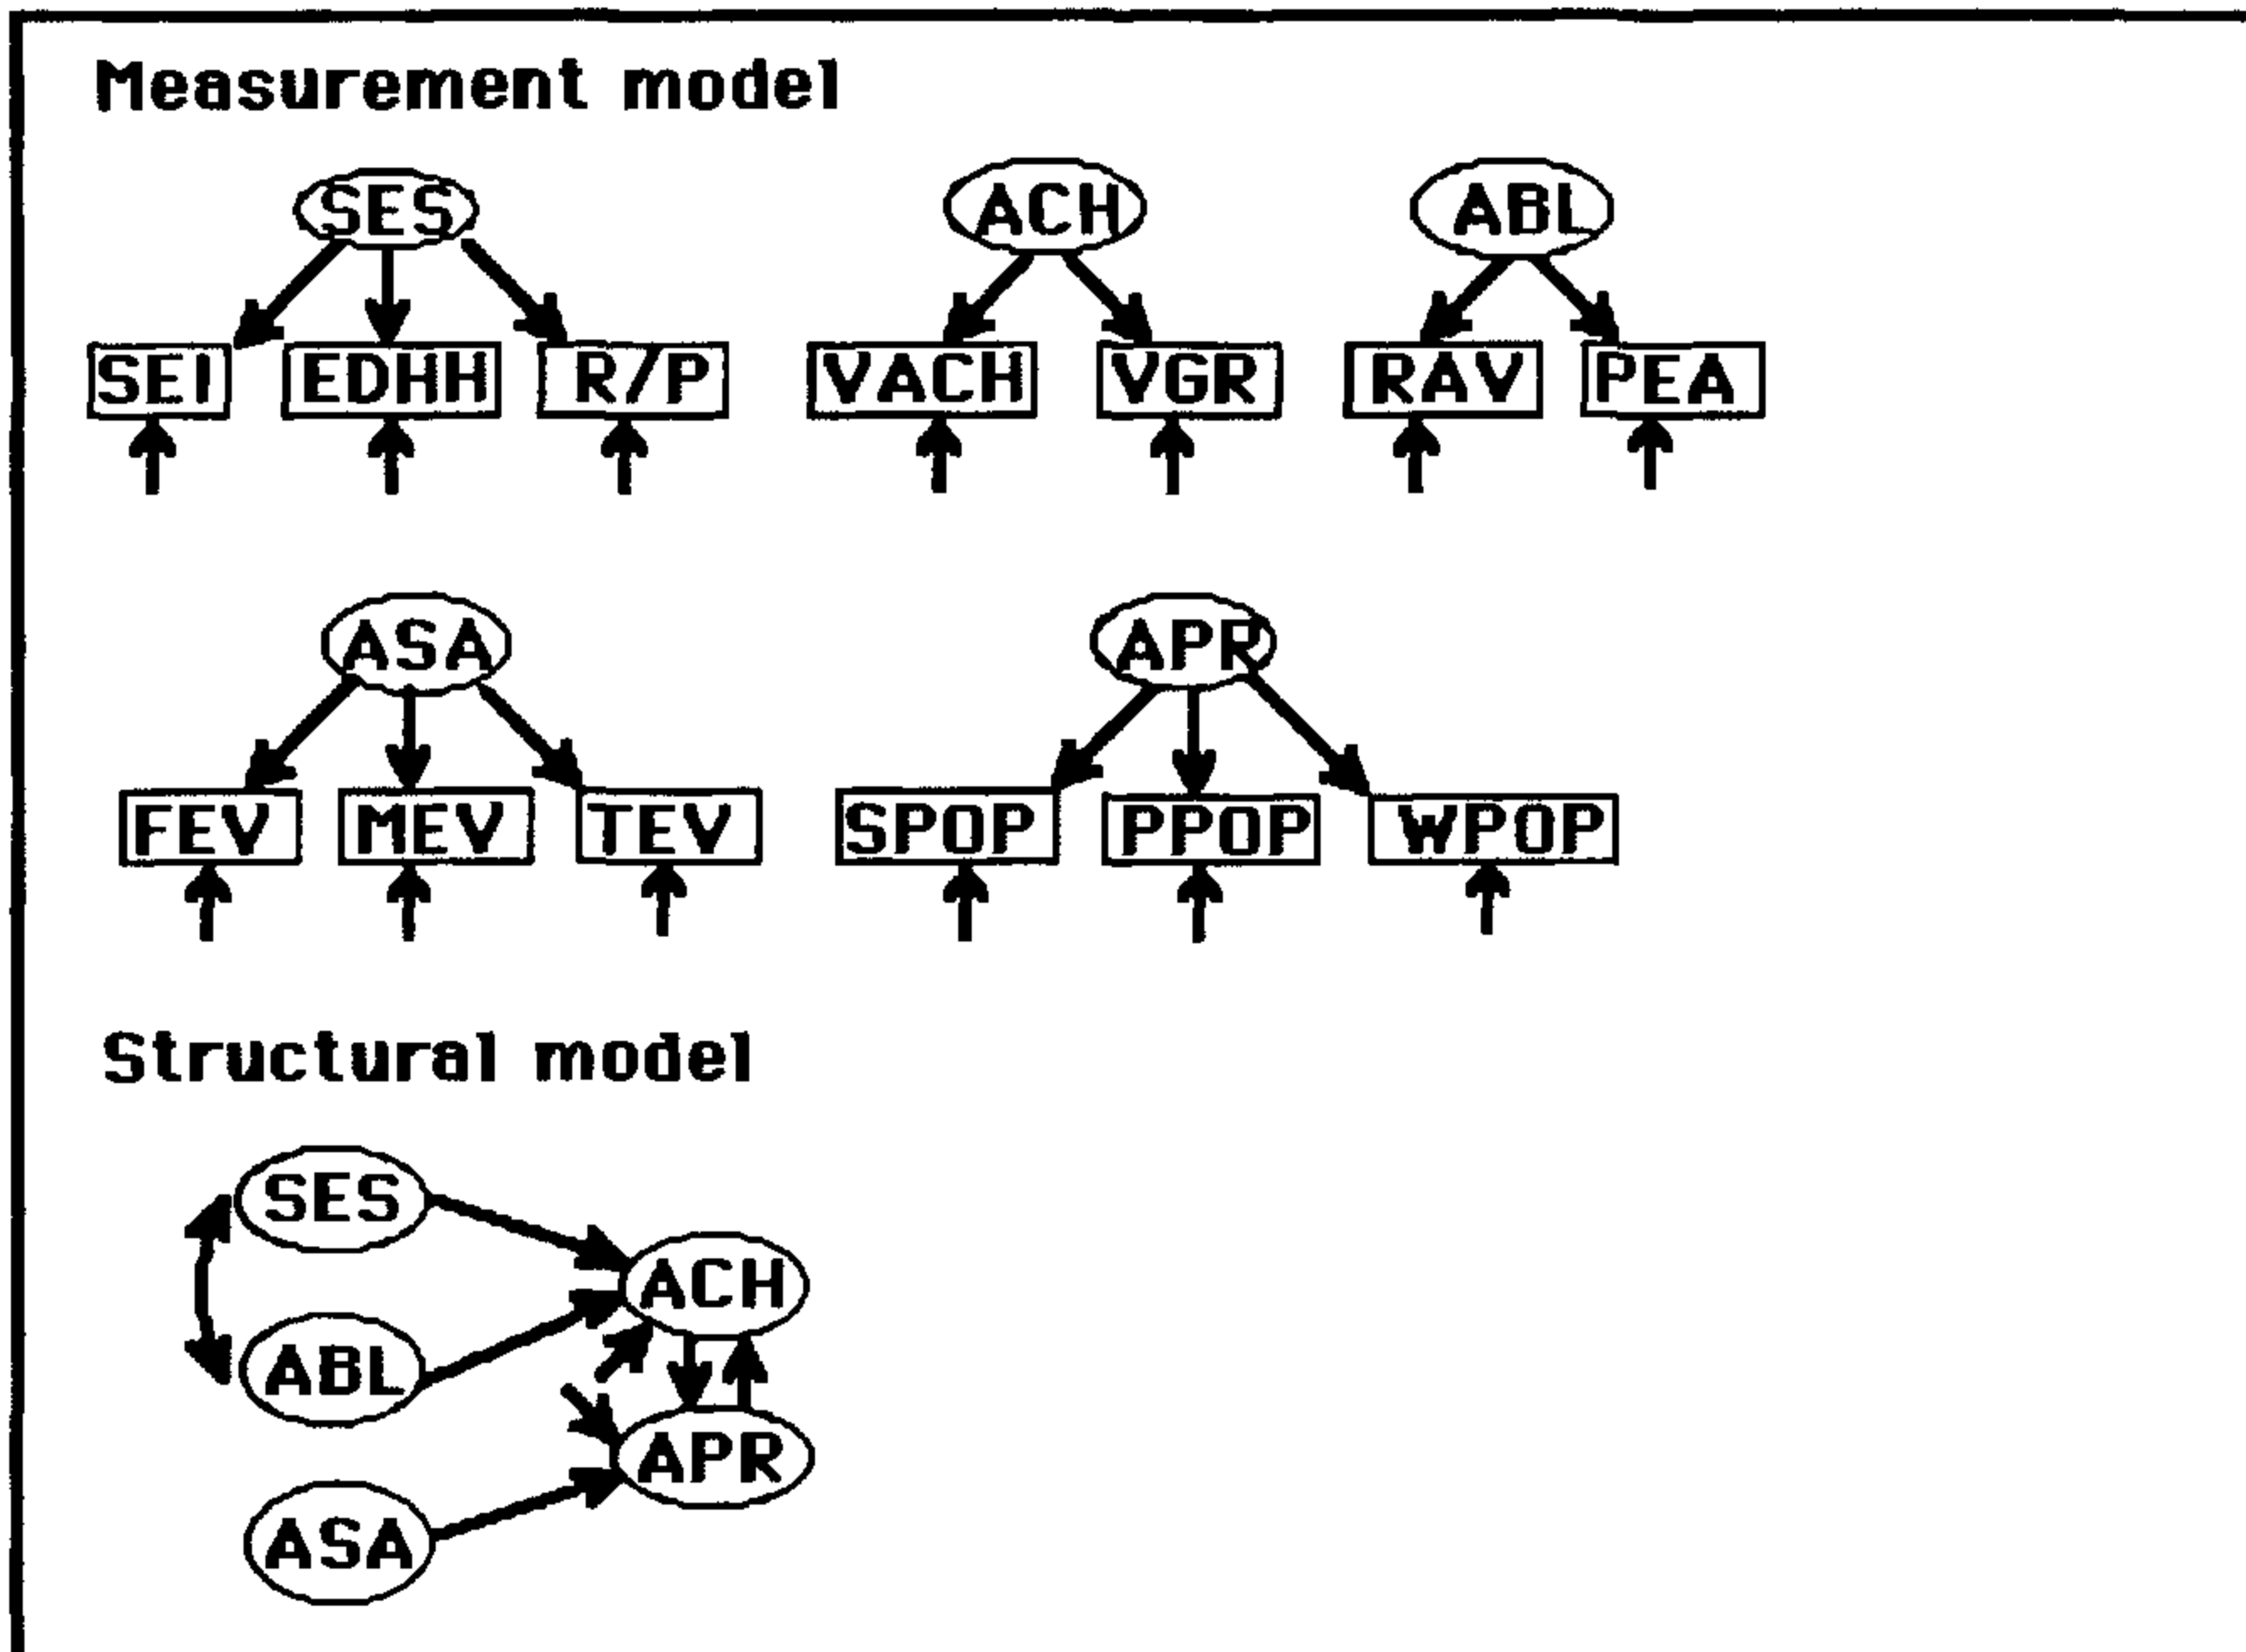 Measurement model
SES ACH ABL
SEI EDHH R/P VACH VGR RAV PEA
ASA APR
FEV MEV TEV SPOP PPOP WPOP
Structural model
SES
ACH
ABL
APR
ASA